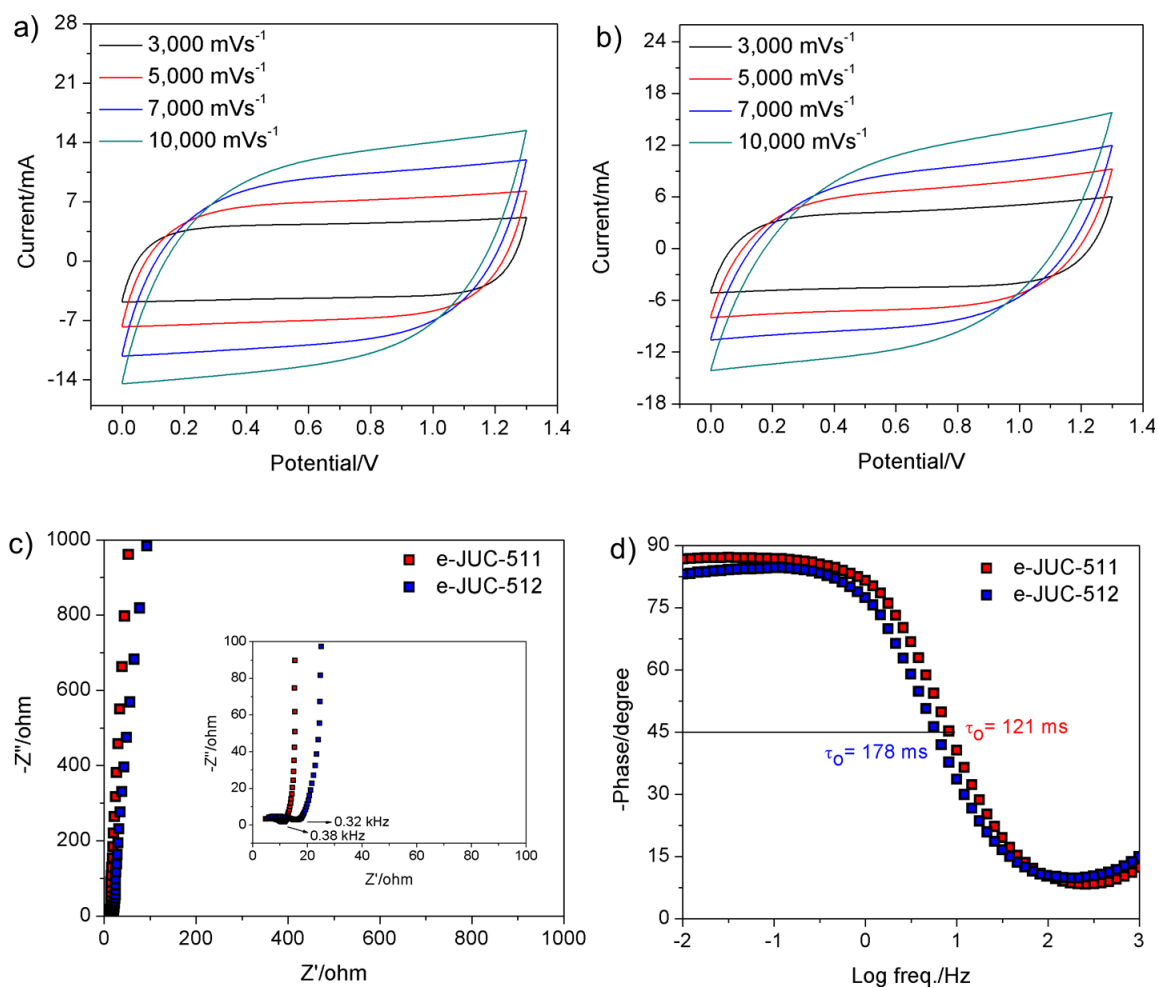 a)
3,000 mVs⁻¹
5,000 mVs⁻¹
7,000 mVs⁻¹
10,000 mVs⁻¹
28
21
14
7
0
-7
-14
Current/mA
0.0 0.2 0.4 0.6 0.8 1.0 1.2 1.4
Potential/V
b)
3,000 mVs⁻¹
5,000 mVs⁻¹
7,000 mVs⁻¹
10,000 mVs⁻¹
24
18
12
6
0
-6
-12
-18
Current/mA
0.0 0.2 0.4 0.6 0.8 1.0 1.2 1.4
Potential/V
c)
e-JUC-511
e-JUC-512
1000
800
600
400
200
0
-Z"/ohm
0 200 400 600 800 1000
Z'/ohm
100
80
60
40
20
0
-Z"/ohm
0.32 kHz
0.38 kHz
0 20 40 60 80 100
Z'/ohm
d)
e-JUC-511
e-JUC-512
90
75
60
45
30
15
0
-Phase/degree
τo= 121 ms
τo= 178 ms
-2 -1 0 1 2 3
Log freq./Hz